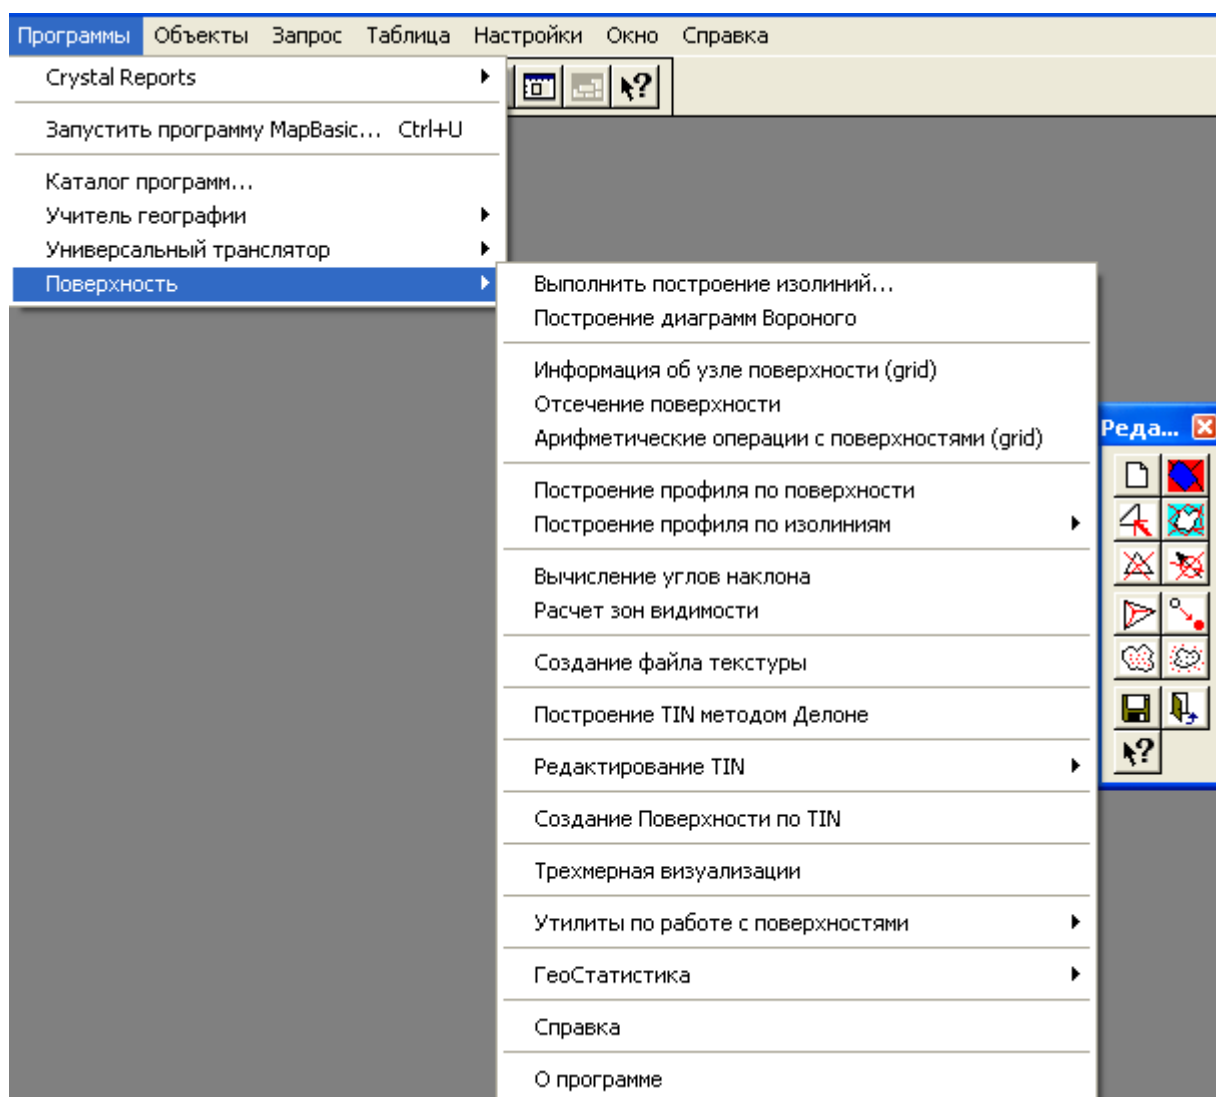 Программы Объекты Запрос Таблица Настройки Окно Справка
Crystal Reports
Запустить программу MapBasic... Ctrl+U
Каталог программ...
Учитель географии
Универсальный транслятор
Поверхность
Выполнить построение изолиний...
Построение диаграмм Вороного
Информация об узле поверхности (grid)
Отсечение поверхности
Арифметические операции с поверхностями (grid)
Построение профиля по поверхности
Построение профиля по изолиниям
Вычисление углов наклона
Расчет зон видимости
Создание файла текстуры
Построение TIN методом Делоне
Редактирование TIN
Создание Поверхности по TIN
Трехмерная визуализации
Утилиты по работе с поверхностями
ГеоСтатистика
Справка
О программе
Реда...